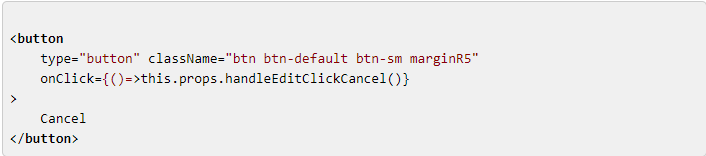 <button
    type="button" className="btn btn-default btn-sm marginR5"
    onClick={()=>this.props.handleEditClickCancel()}
>
    Cancel
</button>